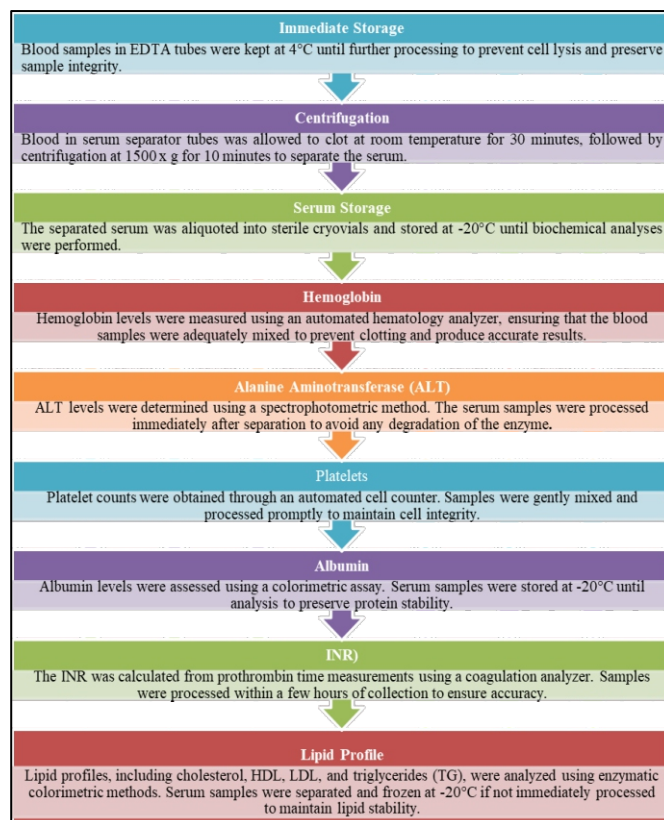 Immediate Storage
Blood samples in EDTA tubes were kept at 4°C until further processing to prevent cell lysis and preserve
sample integrity.
Centrifugation
Blood in serum separator tubes was allowed to clot at room temperature for 30 minutes, followed by
centrifugation at 1500 x g for 10 minutes to separate the serum.
Serum Storage
The separated serum was aliquoted into sterile cryovials and stored at -20°C until biochemical analyses
were performed.
Hemoglobin
Hemoglobin levels were measured using an automated hematology analyzer, ensuring that the blood
samples were adequately mixed to prevent clotting and produce accurate results.
Alanine Aminotransferase (ALT)
ALT levels were determined using a spectrophotometric method. The serum samples were processed
immediately after separation to avoid any degradation of the enzyme.
Platelets
Platelet counts were obtained through an automated cell counter. Samples were gently mixed and
processed promptly to maintain cell integrity.
Albumin
Albumin levels were assessed using a colorimetric assay. Serum samples were stored at -20°C until
analysis to preserve protein stability.
INR)
The INR was calculated from prothrombin time measurements using a coagulation analyzer. Samples
were processed within a few hours of collection to ensure accuracy.
Lipid Profile
Lipid profiles, including cholesterol, HDL, LDL, and triglycerides (TG), were analyzed using enzymatic
colorimetric methods. Serum samples were separated and frozen at -20°C if not immediately processed
to maintain lipid stability.